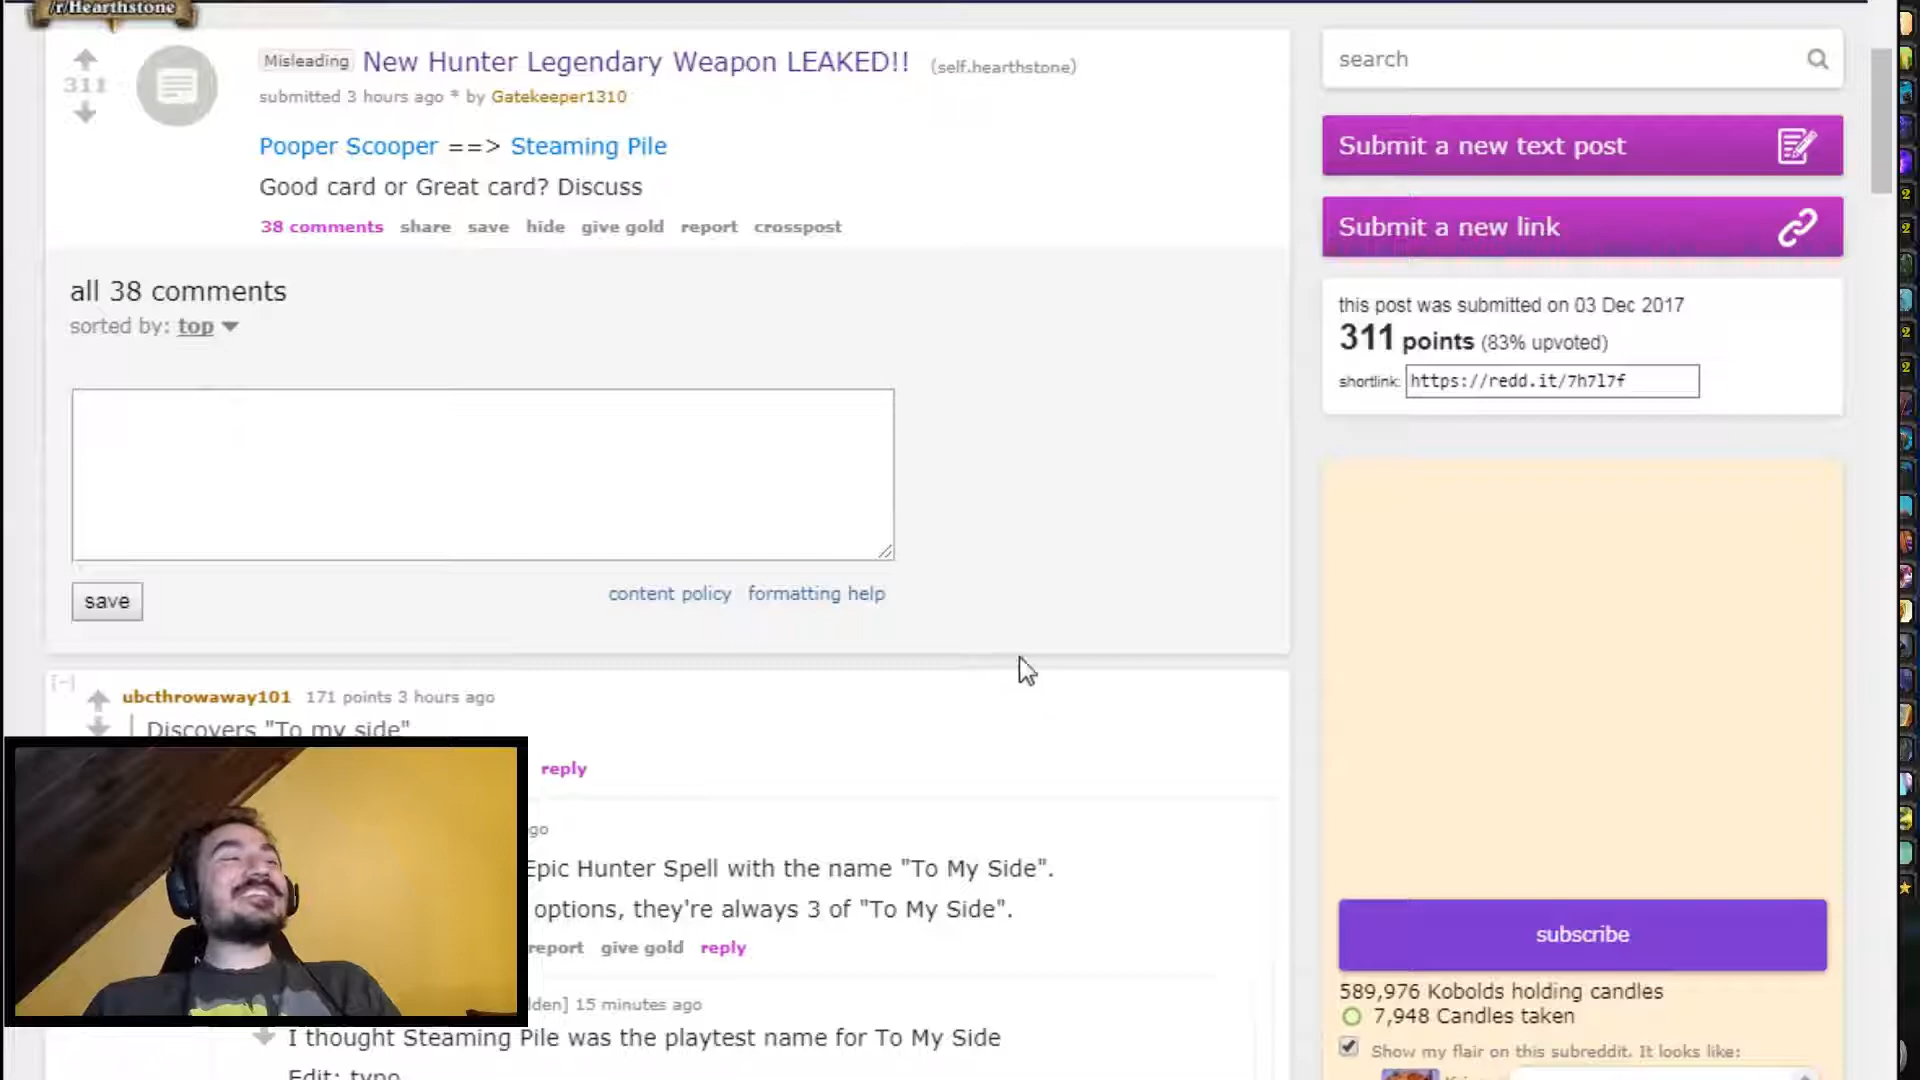 /r/Hearthstone
311
Misleading New Hunter Legendary Weapon LEAKED!! (self.hearthstone)
submitted 3 hours ago * by Gatekeeper1310
Pooper Scooper ==> Steaming Pile
Good card or Great card? Discuss
38 comments share save hide give gold report crosspost
all 38 comments
sorted by: top
save
content policy formatting help
[-]
ubcthrowaway101 171 points 3 hours ago
Discovers "To my side"
reply
go
Epic Hunter Spell with the name "To My Side".
options, they're always 3 of "To My Side".
report give gold reply
dden] 15 minutes ago
I thought Steaming Pile was the playtest name for To My Side
Edit: typo
search
Submit a new text post
Submit a new link
this post was submitted on 03 Dec 2017
311 points (83% upvoted)
shortlink: https://redd.it/7h7l7f
subscribe
589,976 Kobolds holding candles
7,948 Candles taken
Show my flair on this subreddit. It looks like:
2
2
2
2